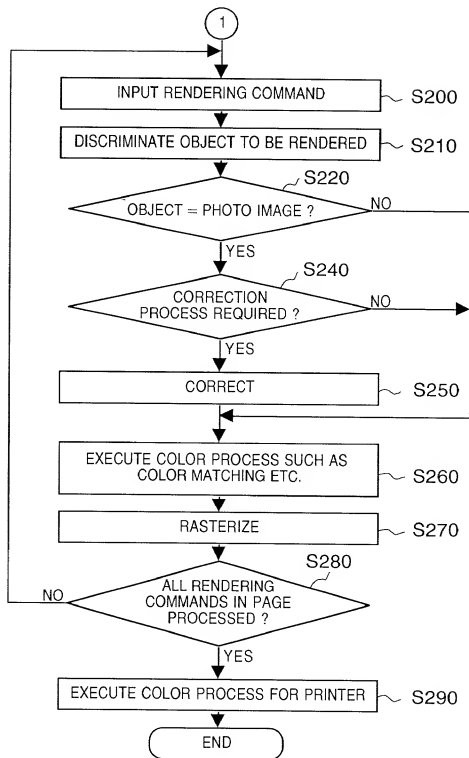 1
INPUT RENDERING COMMAND
S200
DISCRIMINATE OBJECT TO BE RENDERED
S210
S220
OBJECT = PHOTO IMAGE ?
NO
YES
S240
CORRECTION
PROCESS REQUIRED ?
NO
YES
CORRECT
S250
EXECUTE COLOR PROCESS SUCH AS
COLOR MATCHING ETC.
S260
RASTERIZE
S270
S280
ALL RENDERING
COMMANDS IN PAGE
PROCESSED ?
NO
YES
EXECUTE COLOR PROCESS FOR PRINTER
S290
END